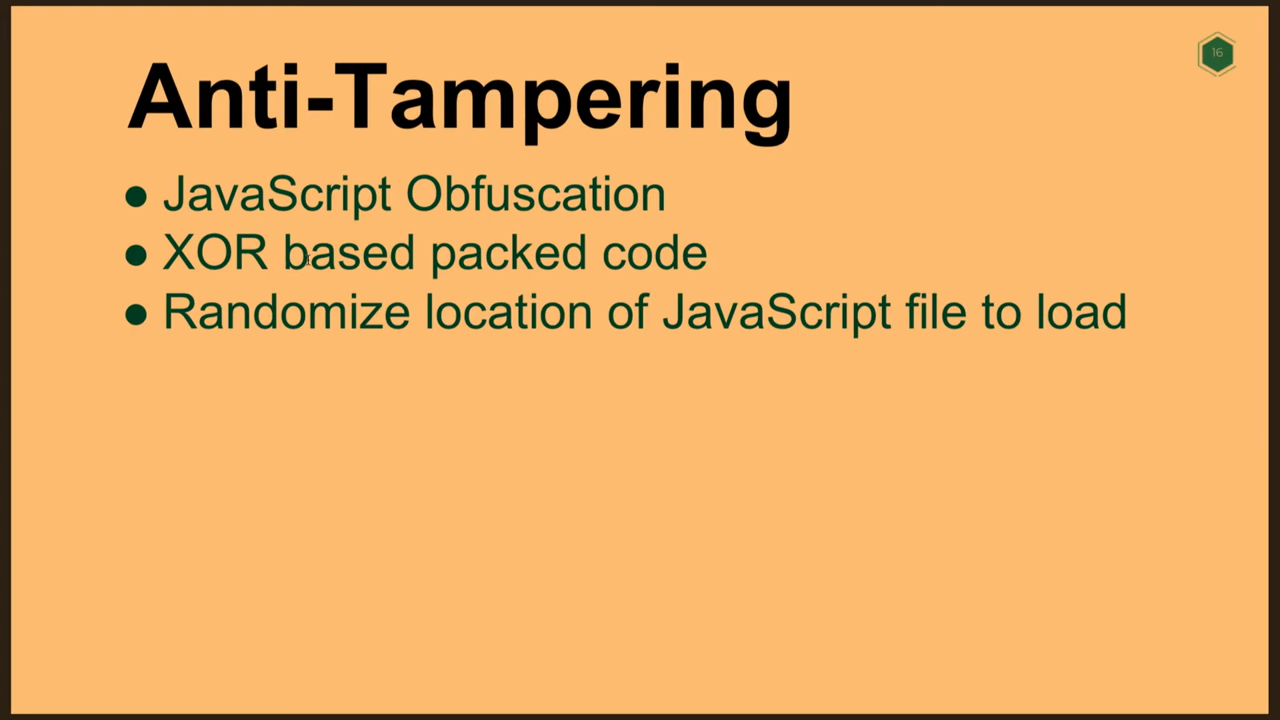 16
Anti-Tampering
● JavaScript Obfuscation
● XOR based packed code
● Randomize location of JavaScript file to load